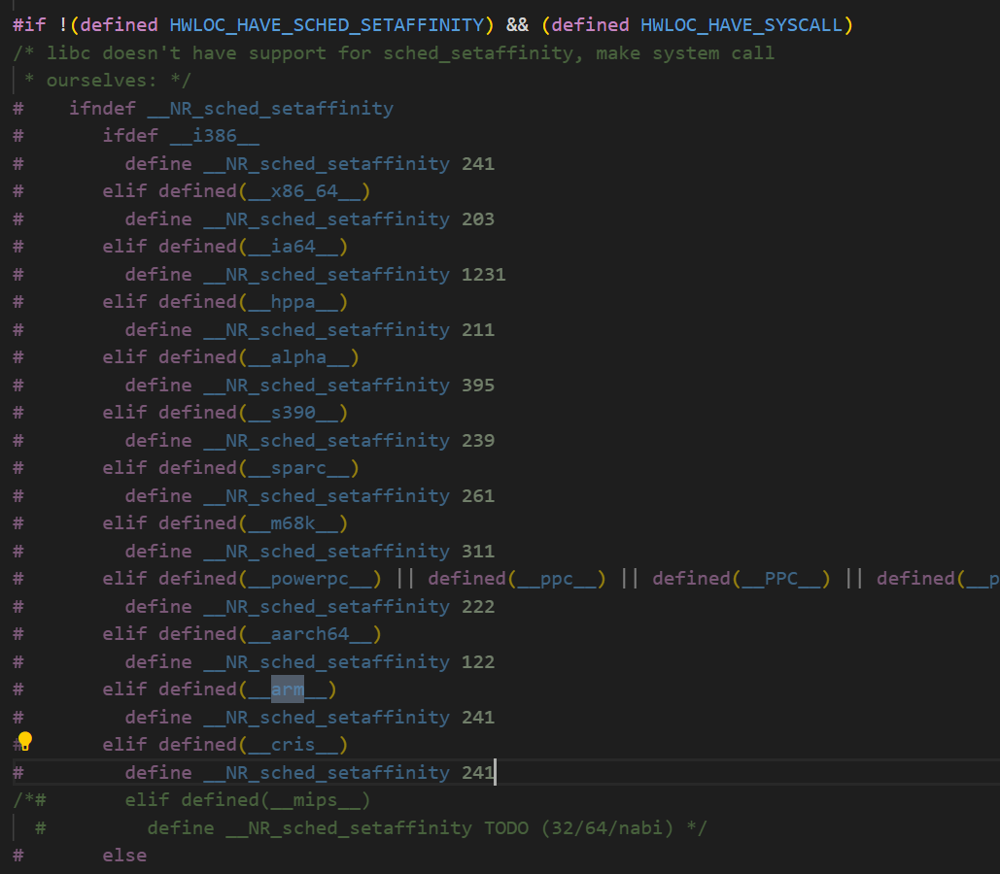 #if !(defined HWLOC_HAVE_SCHED_SETAFFINITY) && (defined HWLOC_HAVE_SYSCALL)
/* libc doesn't have support for sched_setaffinity, make system call
 * ourselves: */
#    ifndef __NR_sched_setaffinity
#       ifdef __i386__
#         define __NR_sched_setaffinity 241
#       elif defined(__x86_64__)
#         define __NR_sched_setaffinity 203
#       elif defined(__ia64__)
#         define __NR_sched_setaffinity 1231
#       elif defined(__hppa__)
#         define __NR_sched_setaffinity 211
#       elif defined(__alpha__)
#         define __NR_sched_setaffinity 395
#       elif defined(__s390__)
#         define __NR_sched_setaffinity 239
#       elif defined(__sparc__)
#         define __NR_sched_setaffinity 261
#       elif defined(__m68k__)
#         define __NR_sched_setaffinity 311
#       elif defined(__powerpc__) || defined(__ppc__) || defined(__PPC__) || defined(__p
#         define __NR_sched_setaffinity 222
#       elif defined(__aarch64__)
#         define __NR_sched_setaffinity 122
#       elif defined(__arm__)
#         define __NR_sched_setaffinity 241
#       elif defined(__cris__)
#         define __NR_sched_setaffinity 241
/*#       elif defined(__mips__)
  #         define __NR_sched_setaffinity TODO (32/64/nabi) */
#       else